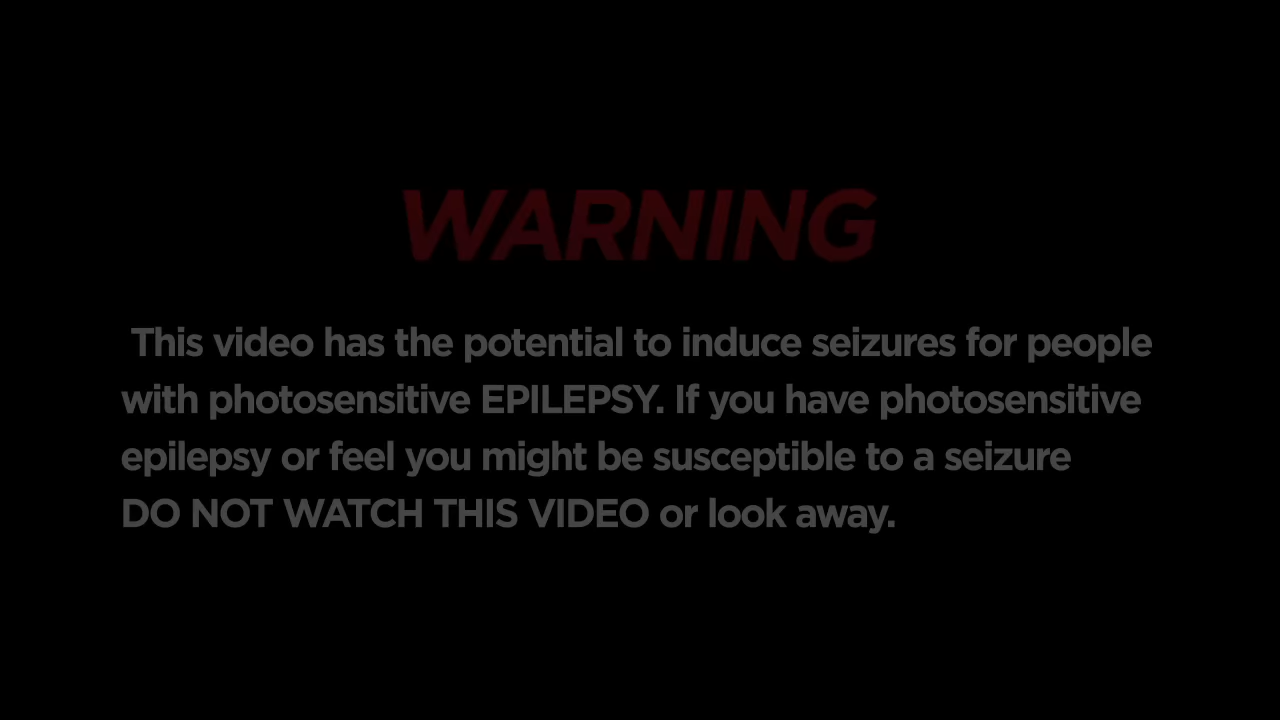 WARNING
This video has the potential to induce seizures for people
with photosensitive EPILEPSY. If you have photosensitive
epilepsy or feel you might be susceptible to a seizure
DO NOT WATCH THIS VIDEO or look away.